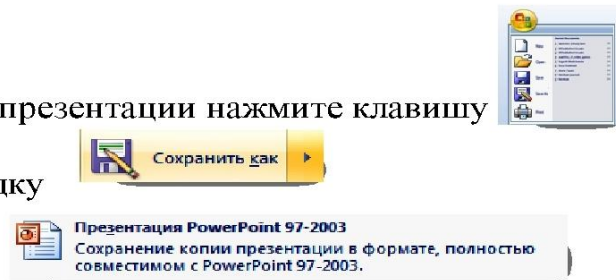 презентации нажмите клавишу
Сохранить как
дку
Презентация PowerPoint 97-2003
Сохранение копии презентации в формате, полностью
совместимом с PowerPoint 97-2003.